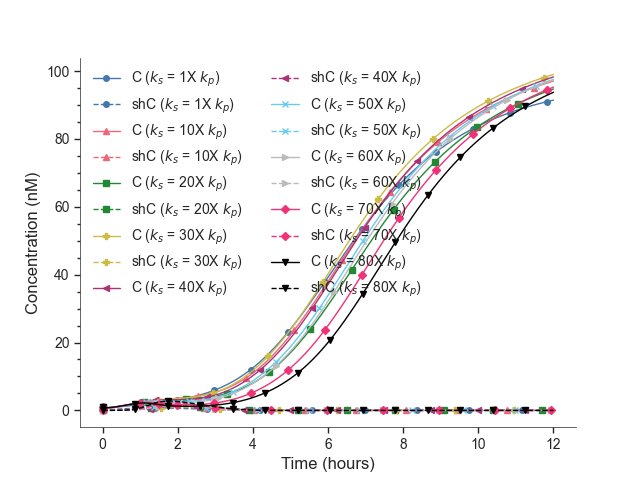 Concentration (nM)
100
80
60
40
20
0
C (ks = 1X kp)
shC (ks = 1X kp)
C (ks = 10X kp)
shC (ks = 10X kp)
C (ks = 20X kp)
shC (ks = 20X kp)
C (ks = 30X kp)
shC (ks = 30X kp)
C (ks = 40X kp)
shC (ks = 40X kp)
C (ks = 50X kp)
shC (ks = 50X kp)
C (ks = 60X kp)
shC (ks = 60X kp)
C (ks = 70X kp)
shC (ks = 70X kp)
C (ks = 80X kp)
shC (ks = 80X kp)
0 2 4 6 8 10 12
Time (hours)